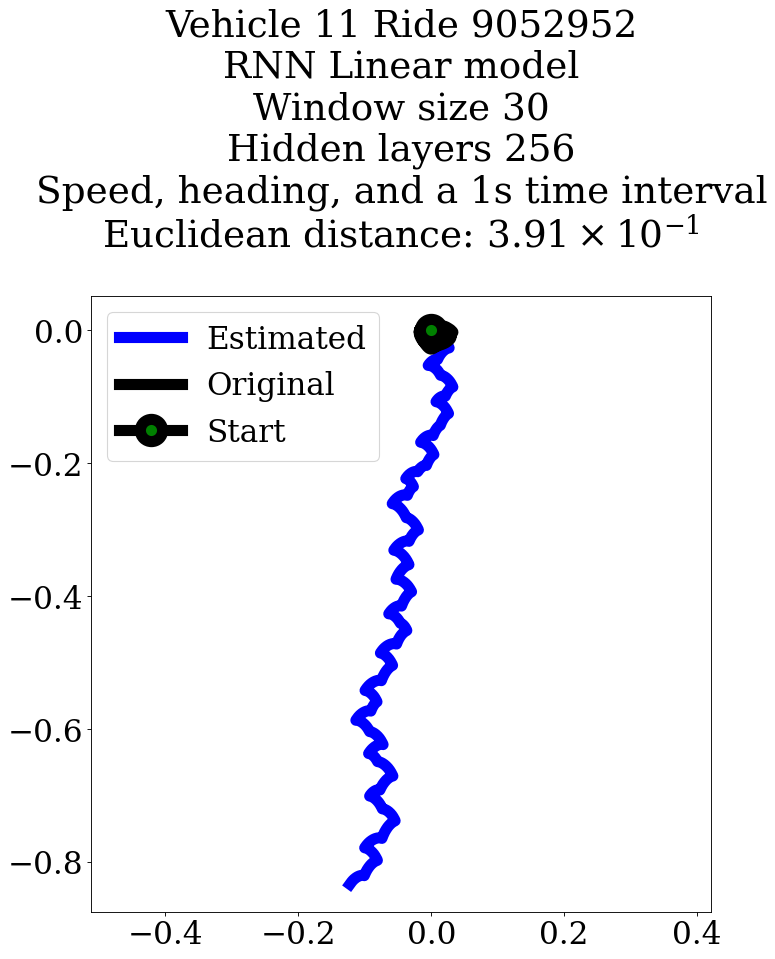 Vehicle 11 Ride 9052952
RNN Linear model
Window size 30
Hidden layers 256
Speed, heading, and a 1s time interval
Euclidean distance: 3.91 × 10⁻¹
Estimated
Original
Start
0.0
−0.2
−0.4
−0.6
−0.8
−0.4 −0.2 0.0 0.2 0.4